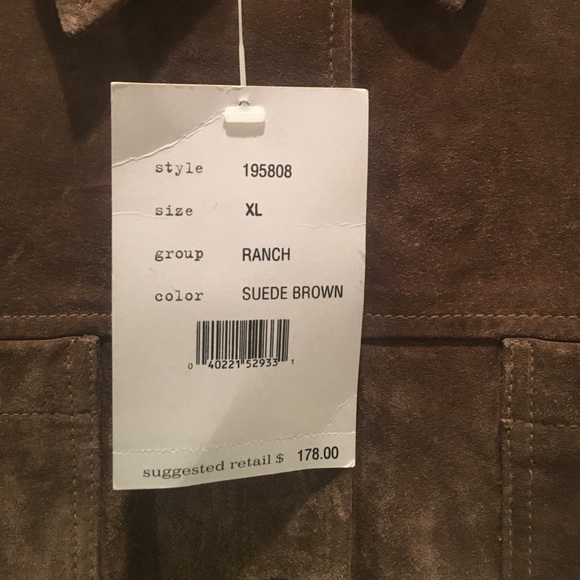 style 195808
size XL
group RANCH
color SUEDE BROWN
0 40221 52933 1
suggested retail $ 178.00